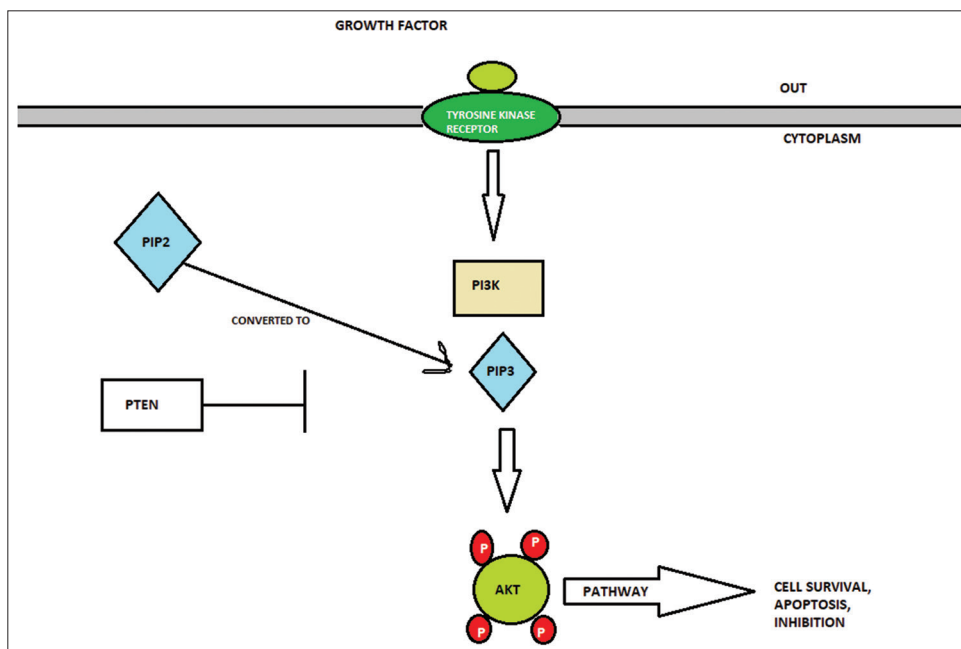 GROWTH FACTOR
OUT
TYROSINE KINASE
RECEPTOR
CYTOPLASM
PIP2
PI3K
CONVERTED TO
PIP3
PTEN
P
P
AKT
PATHWAY
P
P
CELL SURVIVAL,
APOPTOSIS,
INHIBITION